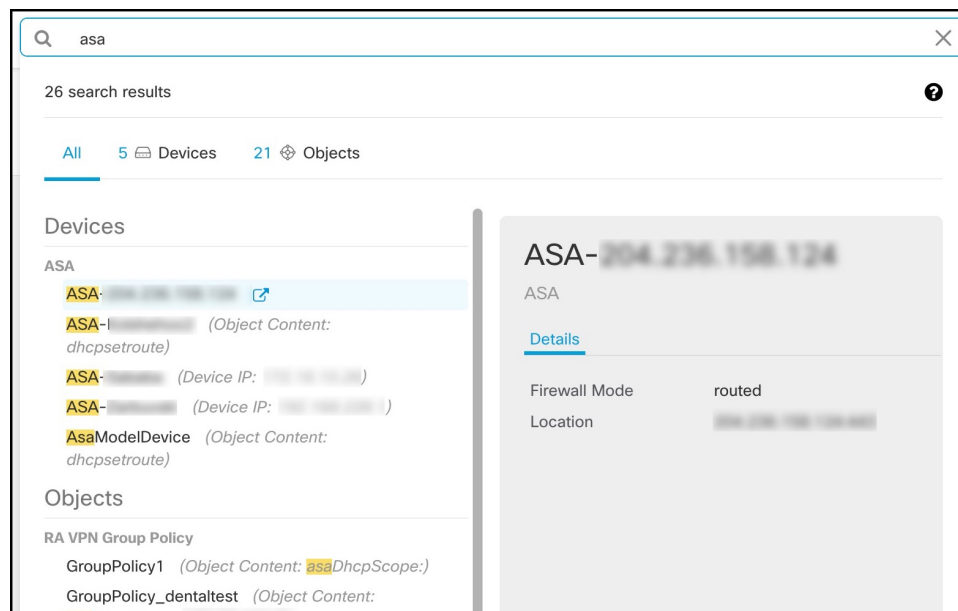 asa
26 search results
All 5 Devices 21 Objects
Devices
ASA
ASA-
ASA- (Object Content:
dhcpsetroute)
ASA- (Device IP: )
ASA- (Device IP: )
AsaModelDevice (Object Content:
dhcpsetroute)
Objects
RA VPN Group Policy
GroupPolicy1 (Object Content: asaDhcpScope:)
GroupPolicy_dentaltest (Object Content:
ASA-
ASA
Details
Firewall Mode routed
Location